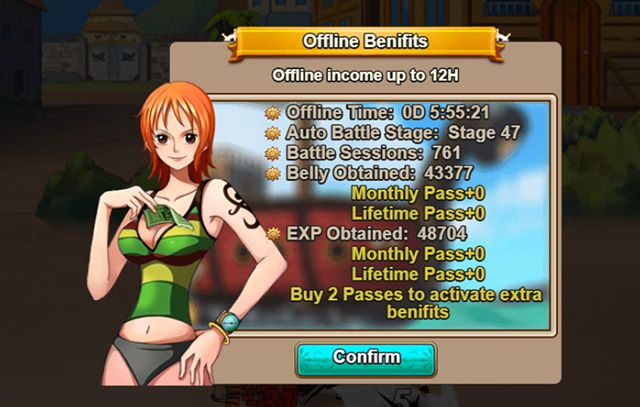 Offline Benifits
Offline income up to 12H
Offline Time: 0D 5:55:21
Auto Battle Stage: Stage 47
Battle Sessions: 761
Belly Obtained: 43377
Monthly Pass+0
Lifetime Pass+0
EXP Obtained: 48704
Monthly Pass+0
Lifetime Pass+0
Buy 2 Passes to activate extra
benifits
Confirm